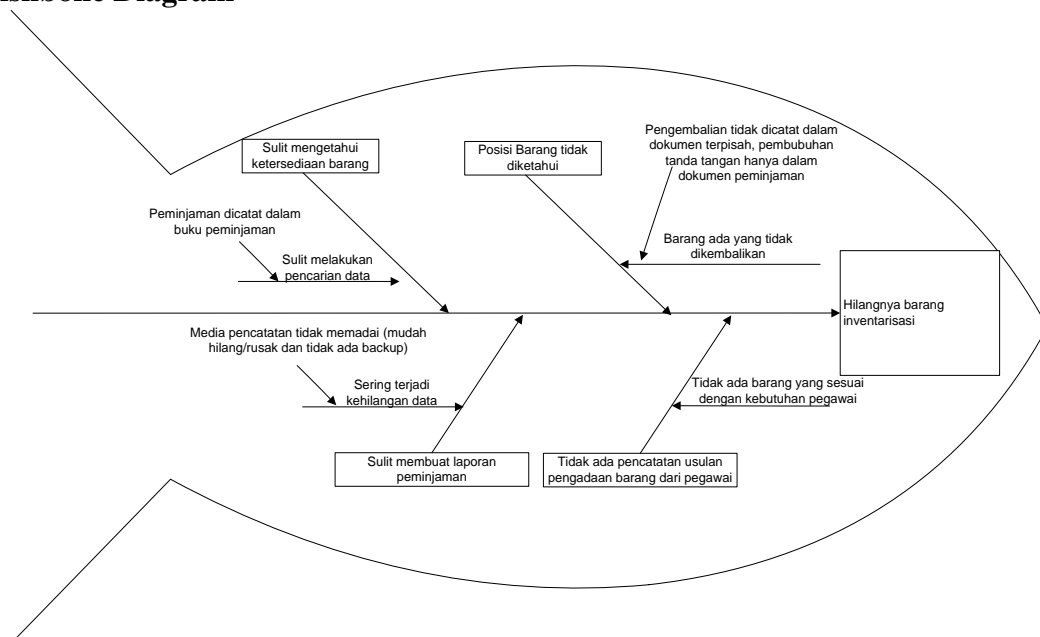 Sulit mengetahui
ketersediaan barang
Posisi Barang tidak
diketahui
Pengembalian tidak dicatat dalam
dokumen terpisah, pembubuhan
tanda tangan hanya dalam
dokumen peminjaman
Peminjaman dicatat dalam
buku peminjaman
Sulit melakukan
pencarian data
Barang ada yang tidak
dikembalikan
Hilangnya barang
inventarisasi
Media pencatatan tidak memadai (mudah
hilang/rusak dan tidak ada backup)
Sering terjadi
kehilangan data
Tidak ada barang yang sesuai
dengan kebutuhan pegawai
Sulit membuat laporan
peminjaman
Tidak ada pencatatan usulan
pengadaan barang dari pegawai